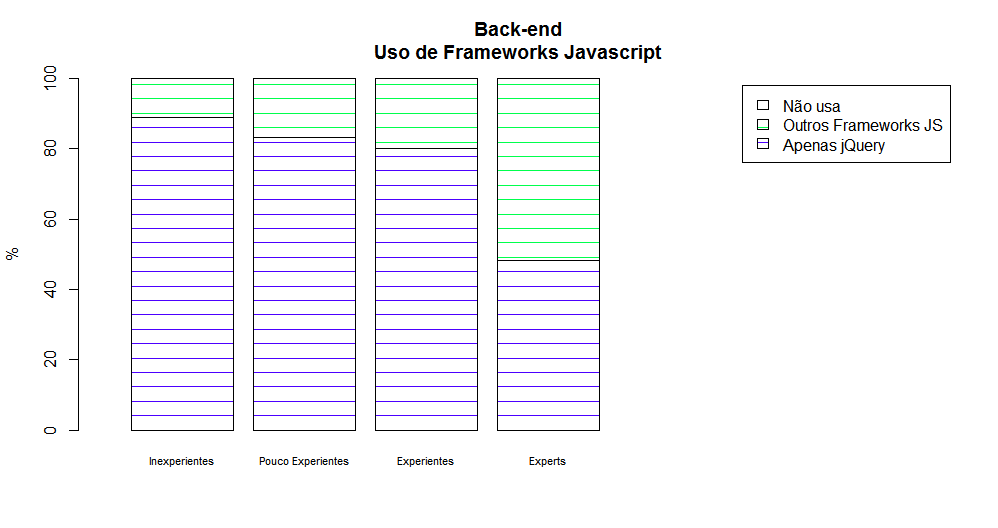 Back-end
Uso de Frameworks Javascript
%
100
80
60
40
20
0
Não usa
Outros Frameworks JS
Apenas jQuery
Inexperientes
Pouco Experientes
Experientes
Experts